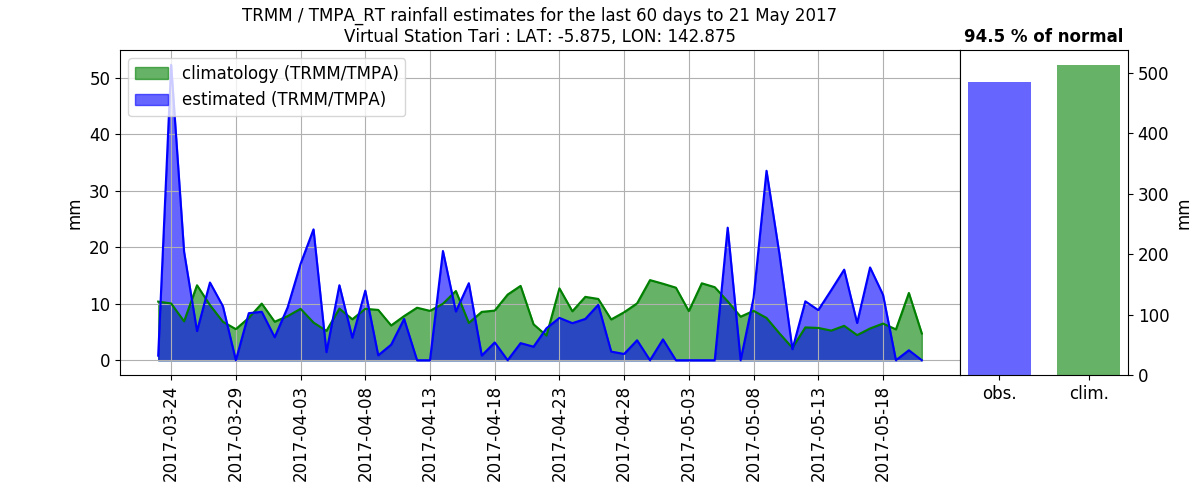 TRMM / TMPA_RT rainfall estimates for the last 60 days to 21 May 2017
Virtual Station Tari : LAT: -5.875, LON: 142.875
94.5 % of normal
climatology (TRMM/TMPA)
estimated (TRMM/TMPA)
mm
50
40
30
20
10
0
2017-03-24
2017-03-29
2017-04-03
2017-04-08
2017-04-13
2017-04-18
2017-04-23
2017-04-28
2017-05-03
2017-05-08
2017-05-13
2017-05-18
obs.
clim.
500
400
300
200
100
0
mm